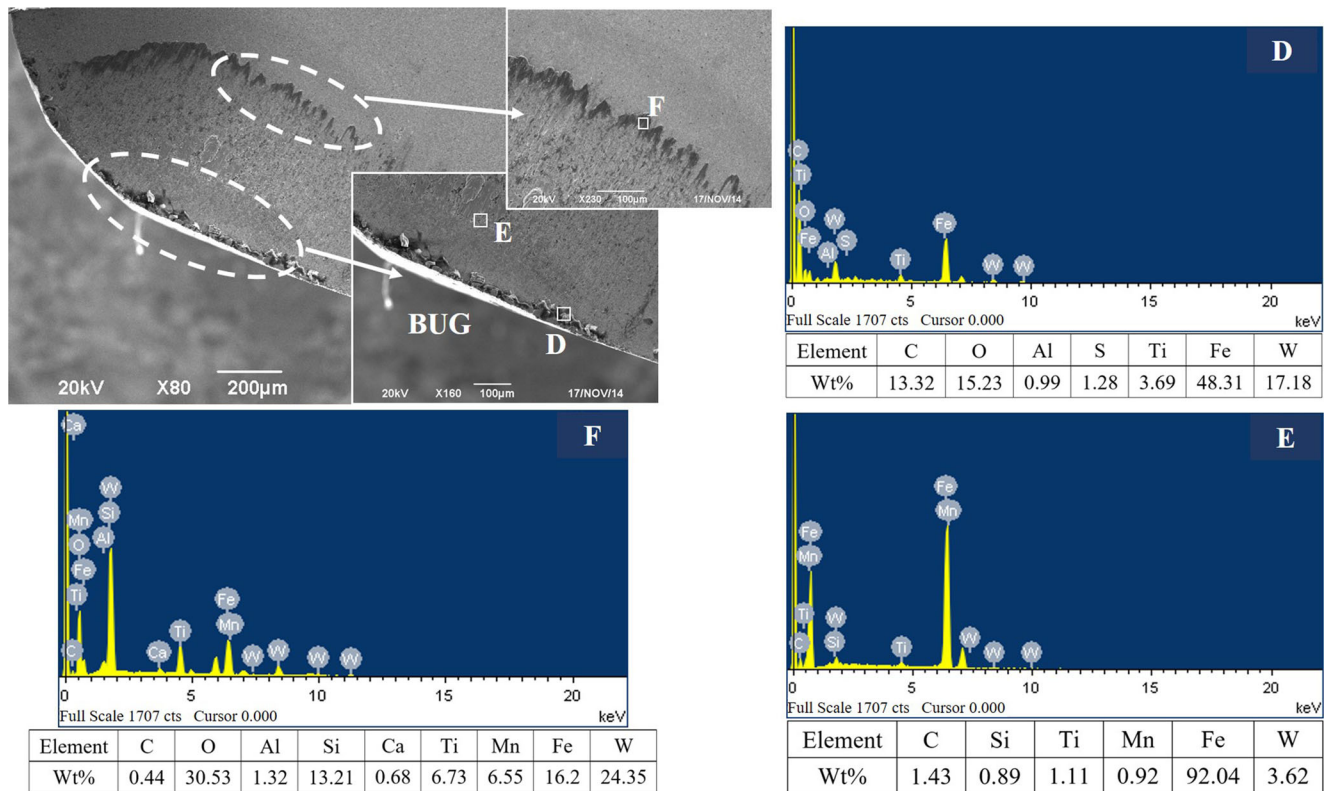 F
20kV X230 100µm 17/NOV/14
E
BUG
D
20kV X80 200µm
20kV X160 100µm 17/NOV/14
D
C
Ti
O
Fe
Al
W
S
Ti
Fe
W
W
0 5 10 15 20
Full Scale 1707 cts Cursor 0.000 keV
Element C O Al S Ti Fe W
Wt% 13.32 15.23 0.99 1.28 3.69 48.31 17.18
F
Ca
Mn
O
Fe
Ti
C
W
Si
Al
Ca
Ti
Fe
Mn
W
W
W
W
0 5 10 15 20
Full Scale 1707 cts Cursor 0.000 keV
Element C O Al Si Ca Ti Mn Fe W
Wt% 0.44 30.53 1.32 13.21 0.68 6.73 6.55 16.2 24.35
E
Fe
Mn
Ti
C
W
Si
Ti
Fe
Mn
W
W
W
0 5 10 15 20
Full Scale 1707 cts Cursor 0.000 keV
Element C Si Ti Mn Fe W
Wt% 1.43 0.89 1.11 0.92 92.04 3.62